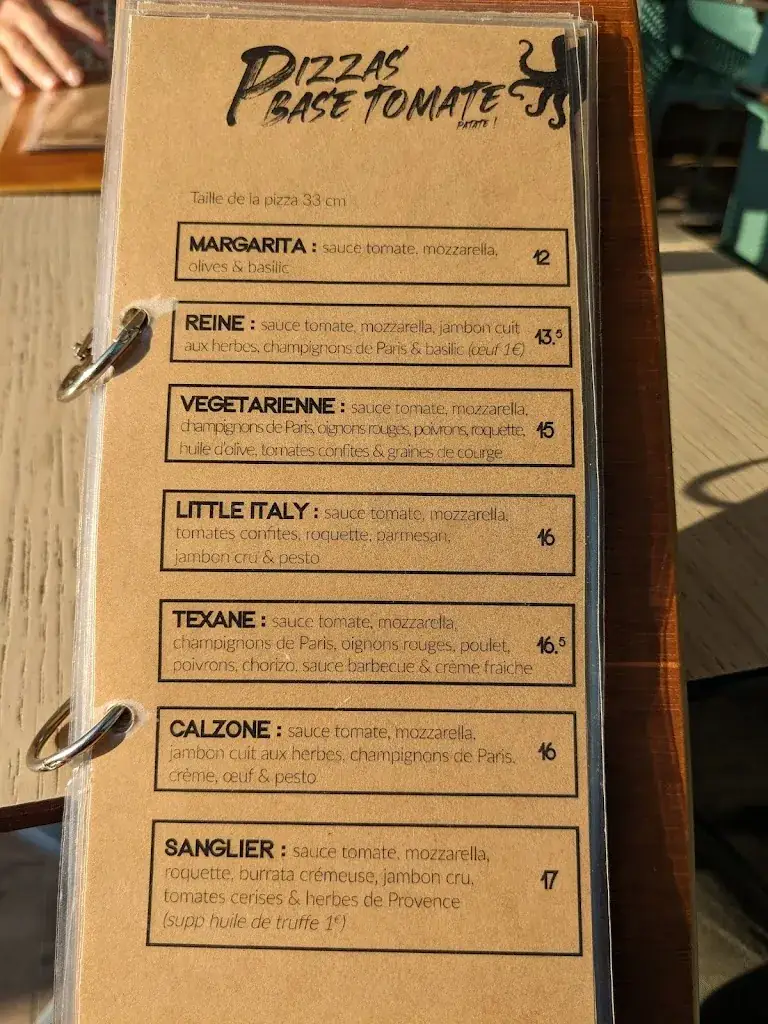 PIZZAS
BASE TOMATE
PATATE !
Taille de la pizza 33 cm
MARGARITA : sauce tomate, mozzarella,
olives & basilic
12
REINE : sauce tomate, mozzarella, jambon cuit
aux herbes, champignons de Paris & basilic (œuf 1€)
13.5
VEGETARIENNE : sauce tomate, mozzarella,
champignons de Paris, oignons rouges, poivrons, roquette,
huile d'olive, tomates confites & graines de courge
15
LITTLE ITALY : sauce tomate, mozzarella,
tomates confites, roquette, parmesan,
jambon cru & pesto
16
TEXANE : sauce tomate, mozzarella,
champignons de Paris, oignons rouges, poulet,
poivrons, chorizo, sauce barbecue & crème fraiche
16.5
CALZONE : sauce tomate, mozzarella,
jambon cuit aux herbes, champignons de Paris,
crème, œuf & pesto
16
SANGLIER : sauce tomate, mozzarella,
roquette, burrata crémeuse, jambon cru,
tomates cerises & herbes de Provence
(supp huile de truffe 1€)
17